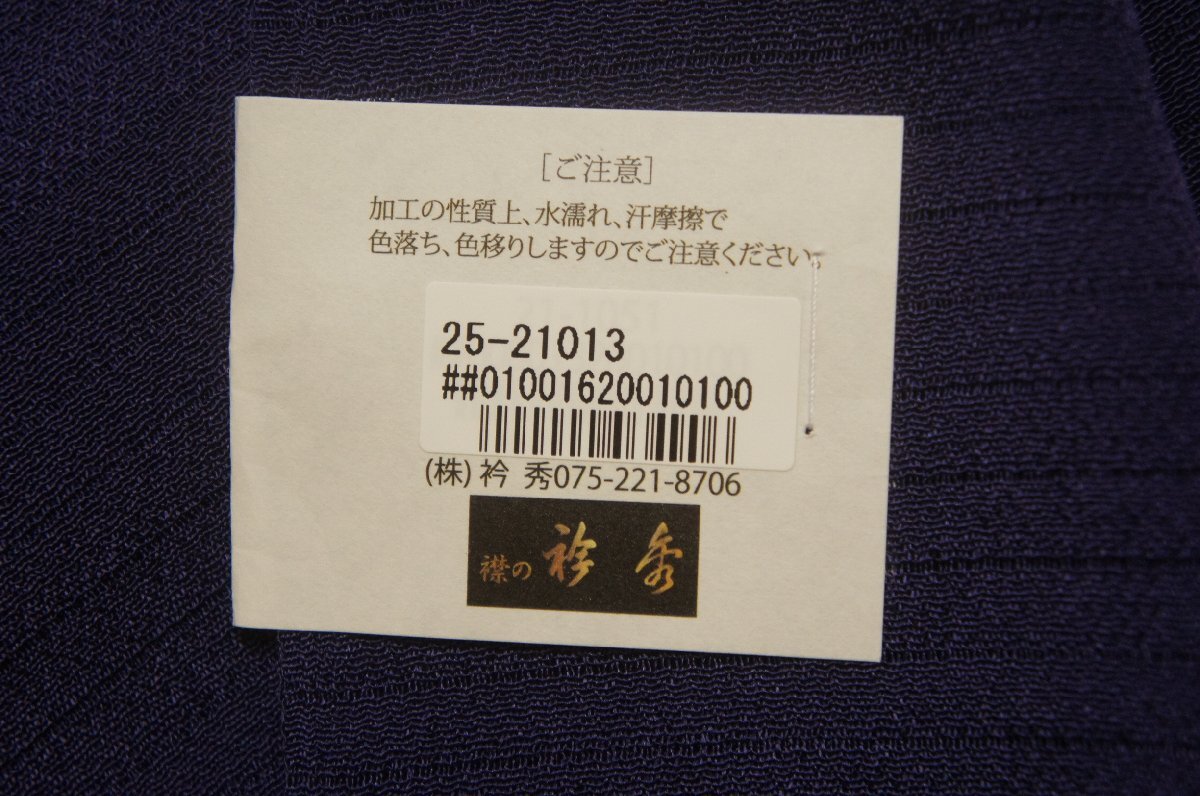 [ご注意]
加工の性質上、水濡れ、汗摩擦で
色落ち、色移りしますのでご注意ください。
25-21013
##01001620010100
(株) 衿 秀075-221-8706
襟の 衿 秀